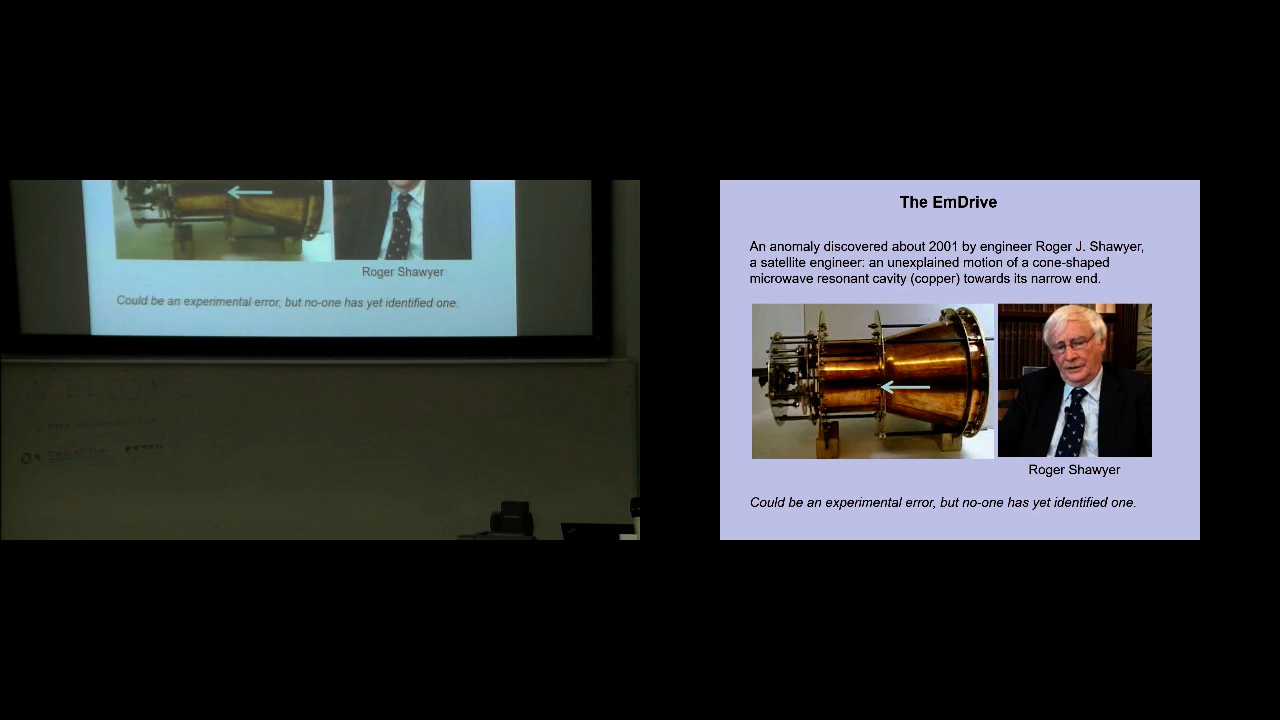 Roger Shawyer
Could be an experimental error, but no-one has yet identified one.
The EmDrive
An anomaly discovered about 2001 by engineer Roger J. Shawyer,
a satellite engineer: an unexplained motion of a cone-shaped
microwave resonant cavity (copper) towards its narrow end.
Roger Shawyer
Could be an experimental error, but no-one has yet identified one.